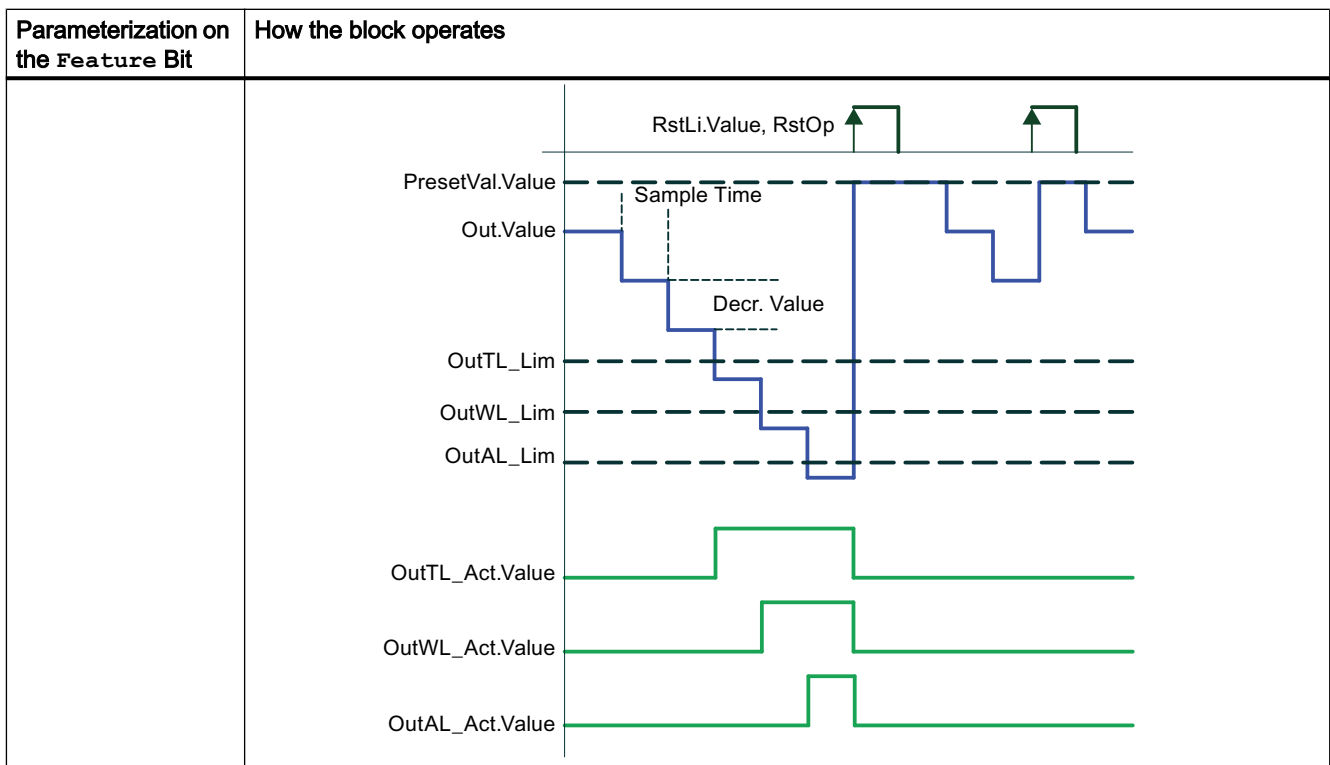 Parameterization on
the Feature Bit
How the block operates
RstLi.Value, RstOp
PresetVal.Value
Sample Time
Out.Value
Decr. Value
OutTL_Lim
OutWL_Lim
OutAL_Lim
OutTL_Act.Value
OutWL_Act.Value
OutAL_Act.Value